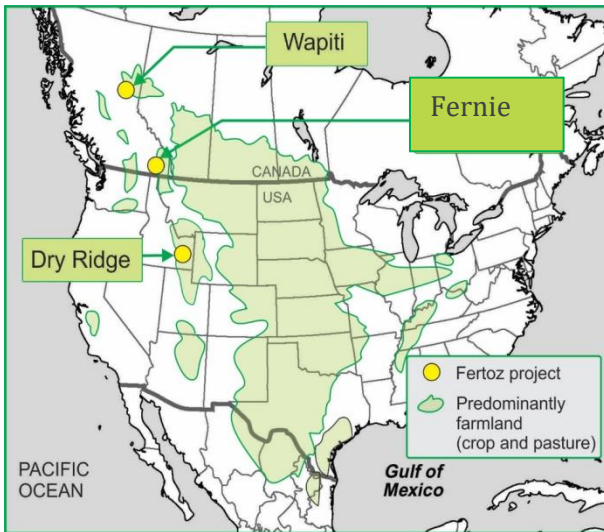 Wapiti
Fernie
CANADA
USA
Dry Ridge
Fertoz project
Predominantly
farmland
(crop and pasture)
PACIFIC
OCEAN
Gulf of
Mexico